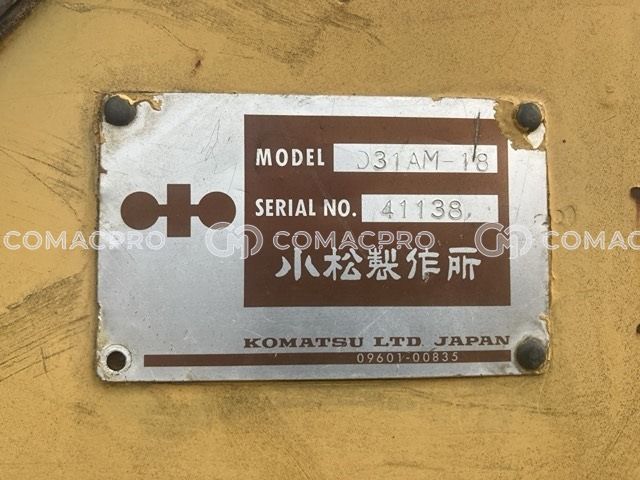 MODEL D31AM-18
SERIAL NO. 41138
COMACPRO COMACPRO COMACPRO
小松製作所
KOMATSU LTD. JAPAN
09601-00835